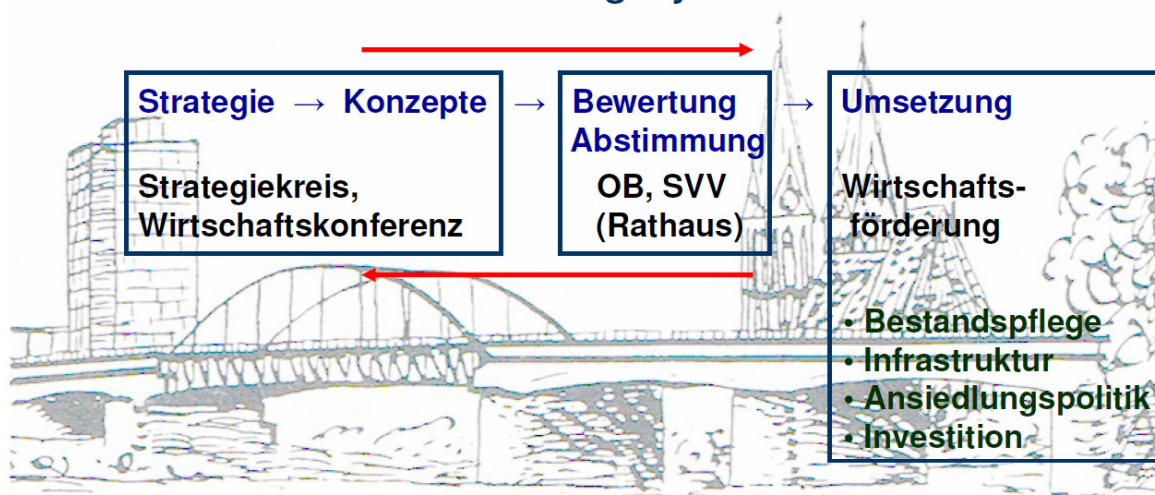 Strategie → Konzepte → Bewertung → Umsetzung
Abstimmung
Strategiekreis,
Wirtschaftskonferenz
OB, SVV
(Rathaus)
Wirtschafts-
förderung
• Bestandspflege
• Infrastruktur
• Ansiedlungspolitik
• Investition